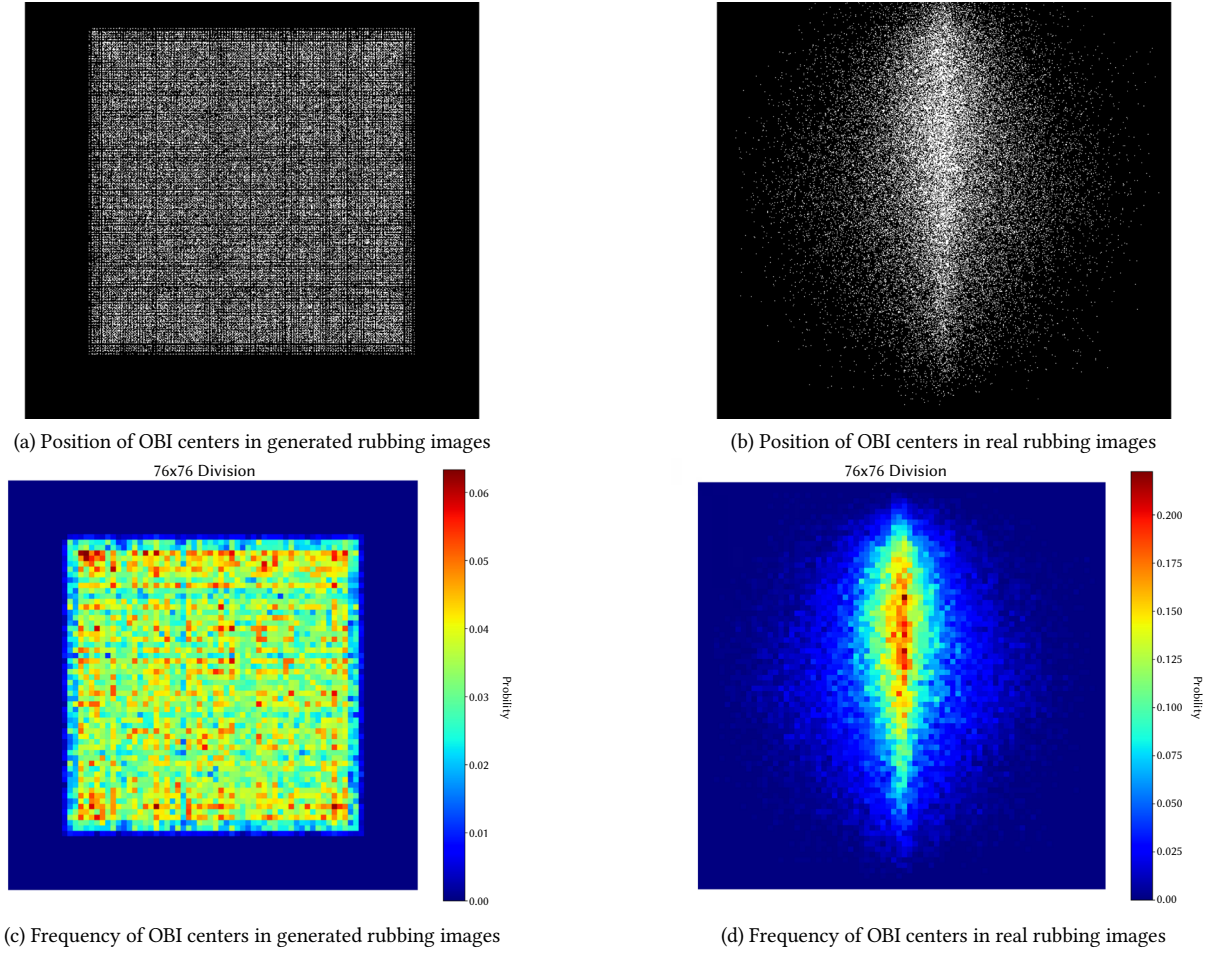 (a) Position of OBI centers in generated rubbing images
(b) Position of OBI centers in real rubbing images
76x76 Division
0.06
0.05
0.04
0.03
0.02
0.01
0.00
Probility
76x76 Division
0.200
0.175
0.150
0.125
0.100
0.075
0.050
0.025
0.00
Probility
(c) Frequency of OBI centers in generated rubbing images
(d) Frequency of OBI centers in real rubbing images